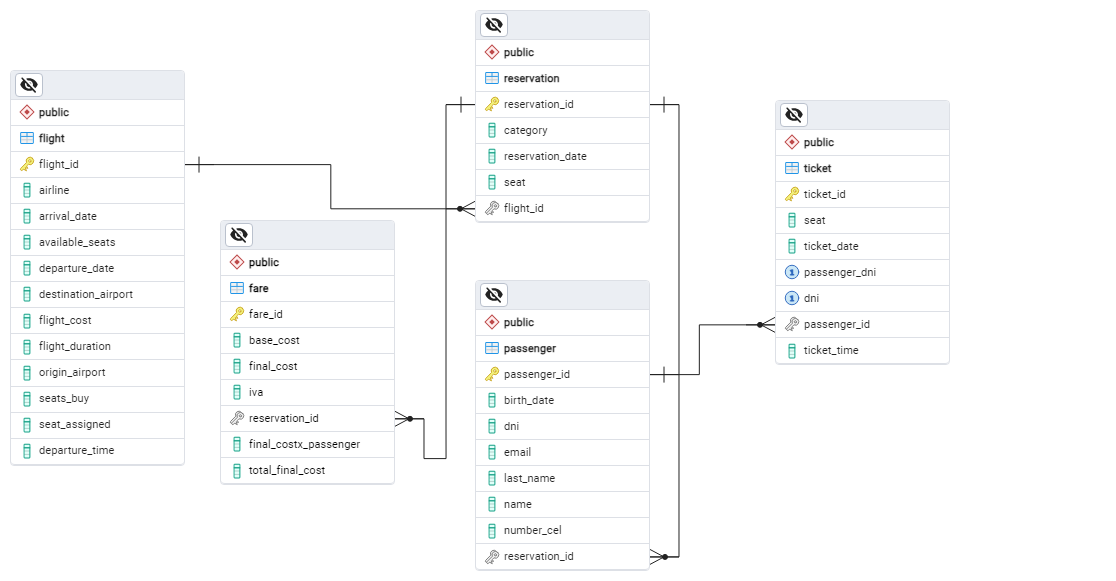 public
flight
flight_id
airline
arrival_date
available_seats
departure_date
destination_airport
flight_cost
flight_duration
origin_airport
seats_buy
seat_assigned
departure_time
public
fare
fare_id
base_cost
final_cost
iva
reservation_id
final_costx_passenger
total_final_cost
public
reservation
reservation_id
category
reservation_date
seat
flight_id
public
passenger
passenger_id
birth_date
dni
email
last_name
name
number_cel
reservation_id
public
ticket
ticket_id
seat
ticket_date
1 passenger_dni
1 dni
passenger_id
ticket_time